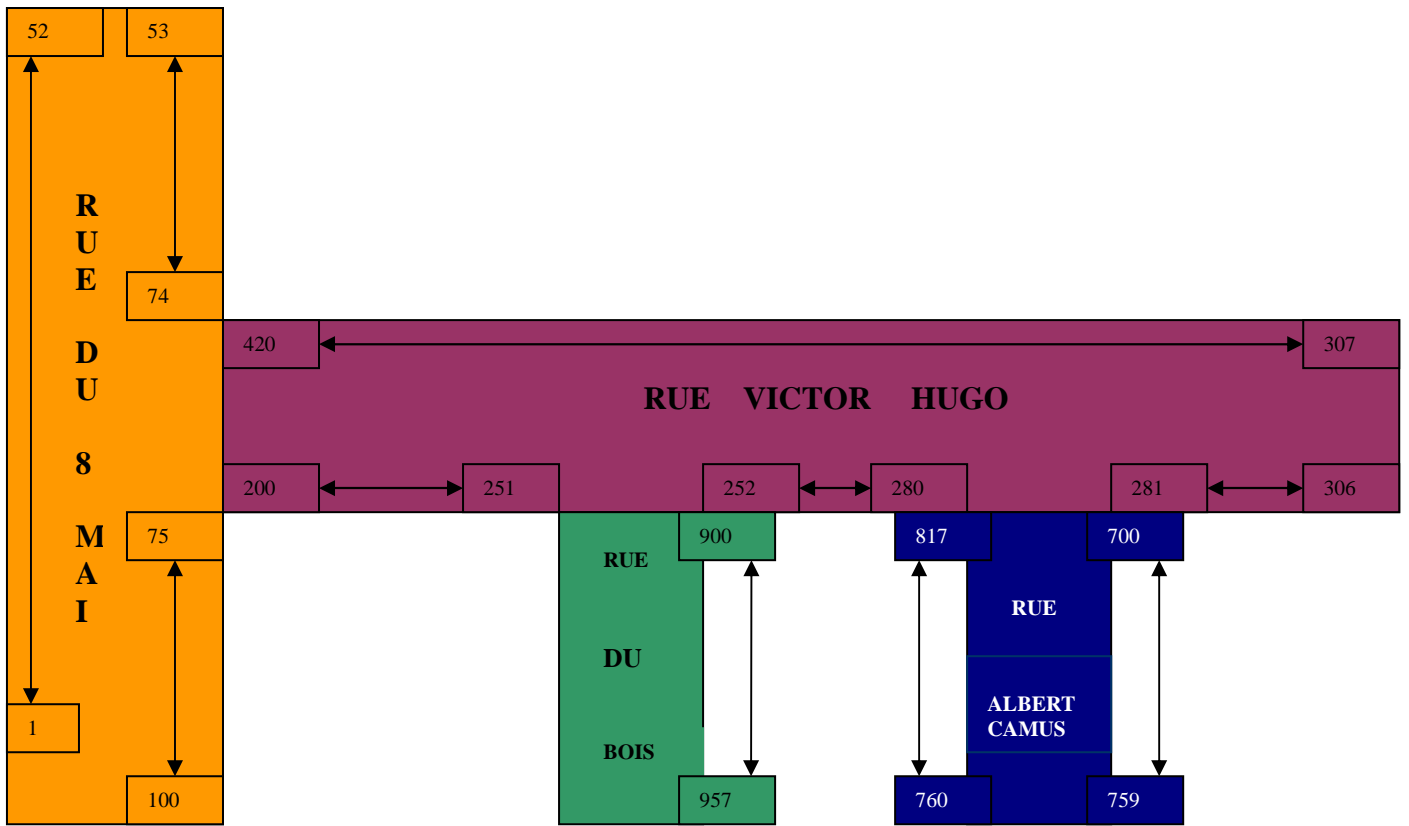 52 53
R
U
E
D
U
8
M
A
I
74
420 307
RUE VICTOR HUGO
200 251 252 280 281 306
75
1
100
900
RUE
DU
BOIS
957
817 700
RUE
ALBERT
CAMUS
760 759